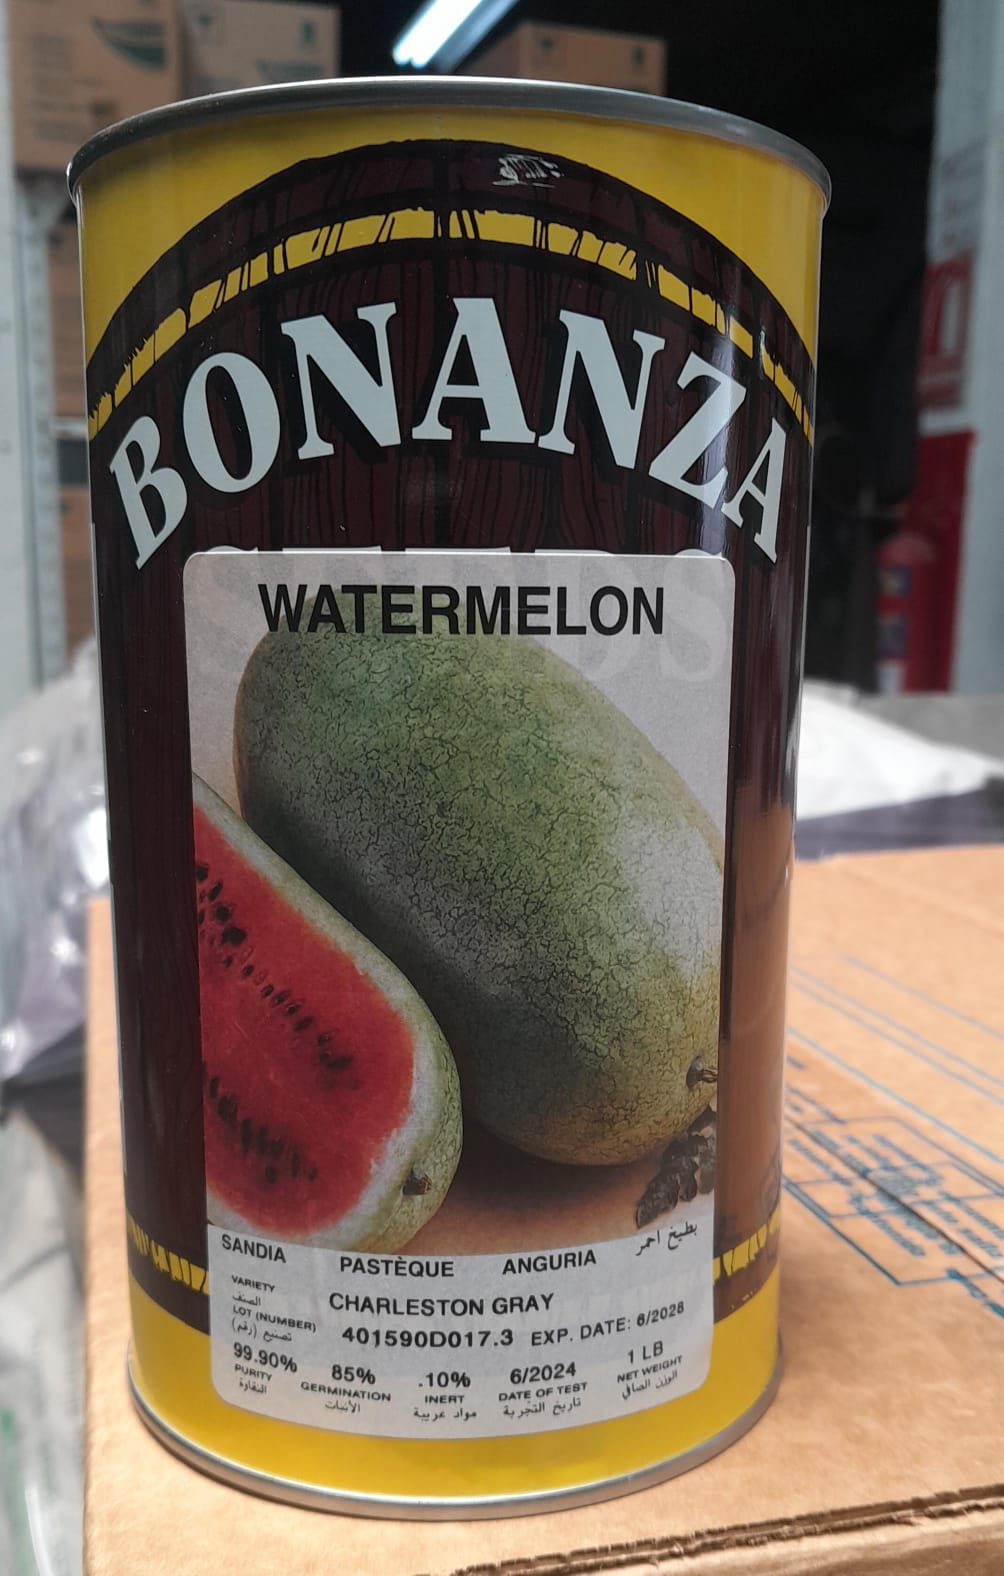 BONANZA
SEEDS
WATERMELON
SANDIA PASTÈQUE ANGURIA بطيخ احمر
VARIETY CHARLESTON GRAY
الصنف
LOT (NUMBER) 401590D017.3 EXP. DATE: 6/2028
تصنيع (رقم)
99.90% 85% .10% 6/2024 1 LB
PURITY GERMINATION INERT DATE OF TEST NET WEIGHT
النقاوة الأنبات مواد غريبة تاريخ التجربة الوزن الصافي